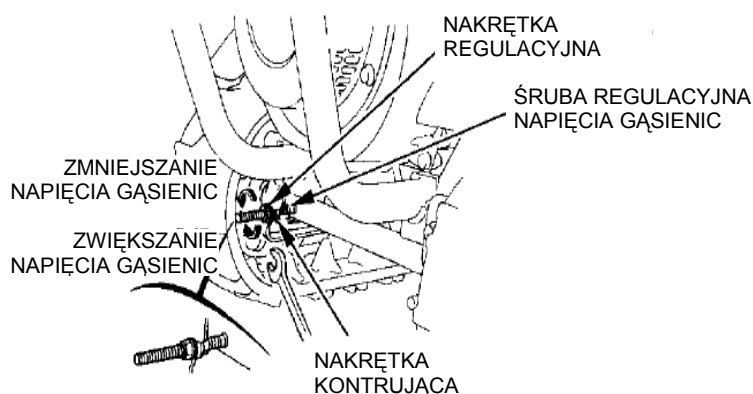 NAKRĘTKA
REGULACYJNA
ŚRUBA REGULACYJNA
NAPIĘCIA GĄSIENIC
ZMNIEJSZANIE
NAPIĘCIA GĄSIENIC
ZWIĘKSZANIE
NAPIĘCIA GĄSIENIC
NAKRĘTKA
KONTRUJACA